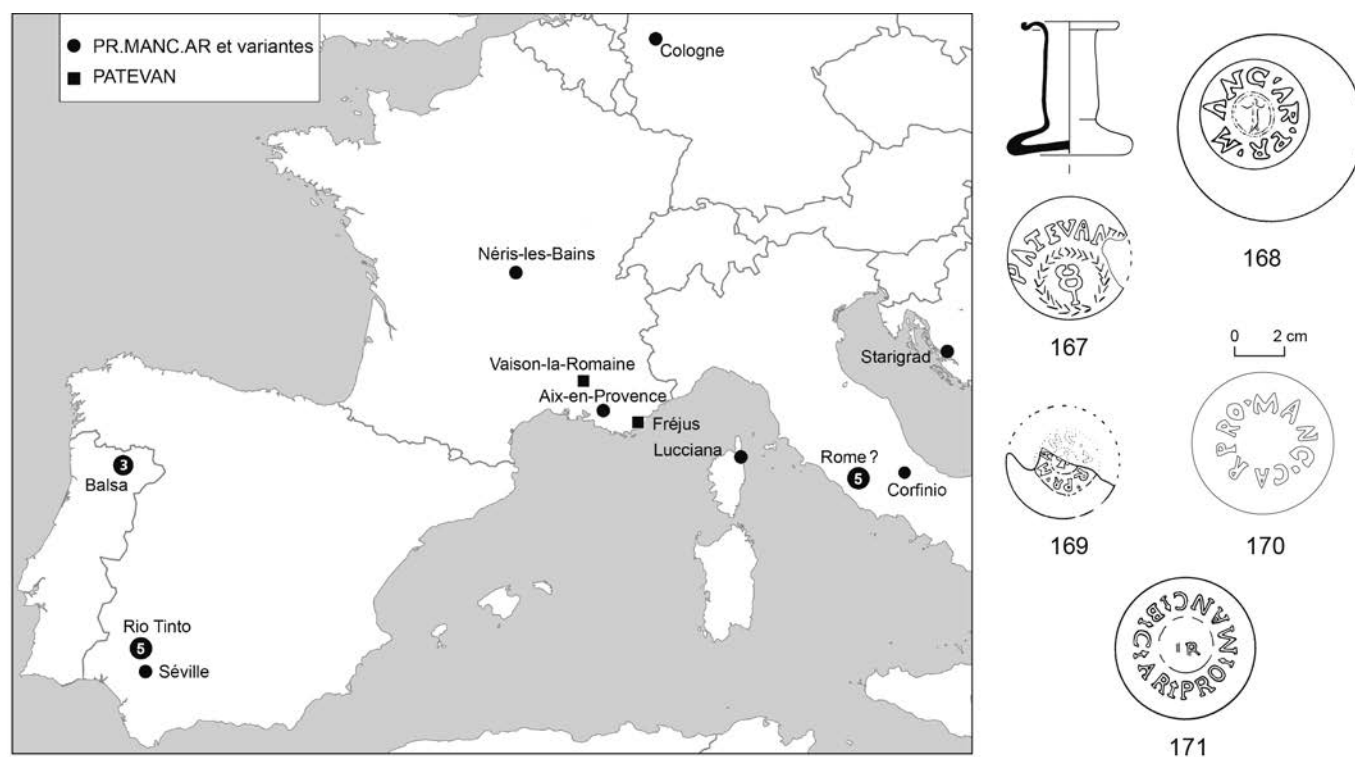 PR.MANC.AR et variantes
PATEVAN
Cologne
Néris-les-Bains
Vaison-la-Romaine
Aix-en-Provence
Fréjus
Lucciana
Starigrad
Rome ?
5
Corfinio
3
Balsa
Rio Tinto
5
Séville
PATEVAN
167
ANC·AR·PR·M
168
0 2 cm
169
PRO·MANC·CAR
170
171